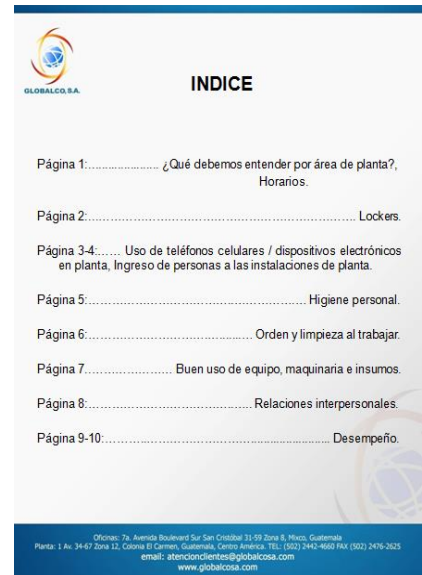 GLOBALCO, S.A.
INDICE
Página 1:....................... ¿Qué debemos entender por área de planta?,
Horarios.
Página 2:.................................................................... Lockers.
Página 3-4:...... Uso de teléfonos celulares / dispositivos electrónicos
en planta, Ingreso de personas a las instalaciones de planta.
Página 5:...................................................... Higiene personal.
Página 6:......................................... Orden y limpieza al trabajar.
Página 7...................... Buen uso de equipo, maquinaria e insumos.
Página 8:......................................... Relaciones interpersonales.
Página 9-10:......................................................... Desempeño.
Oficinas: 7a. Avenida Boulevard Sur San Cristóbal 31-59 Zona 8, Mixco, Guatemala
Planta: 1 Av. 34-67 Zona 12, Colonia El Carmen, Guatemala, Centro América. TEL: (502) 2442-4660 FAX (502) 2476-2625
email: atencionclientes@globalcosa.com
www.globalcosa.com